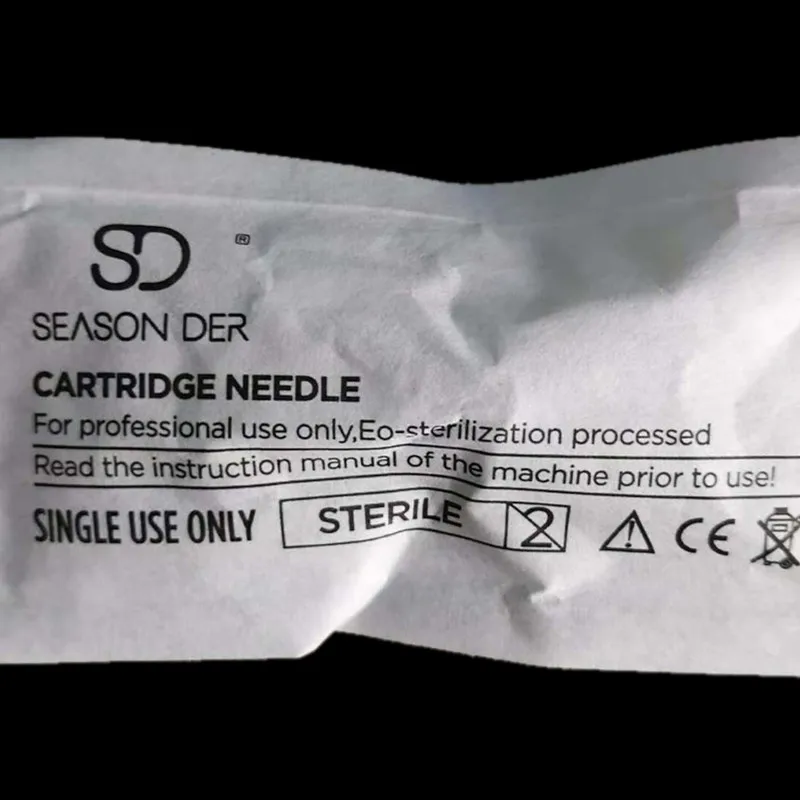 SD ®
SEASON DER
CARTRIDGE NEEDLE
For professional use only,Eo-sterilization processed
Read the instruction manual of the machine prior to use!
SINGLE USE ONLY STERILE 2 CE